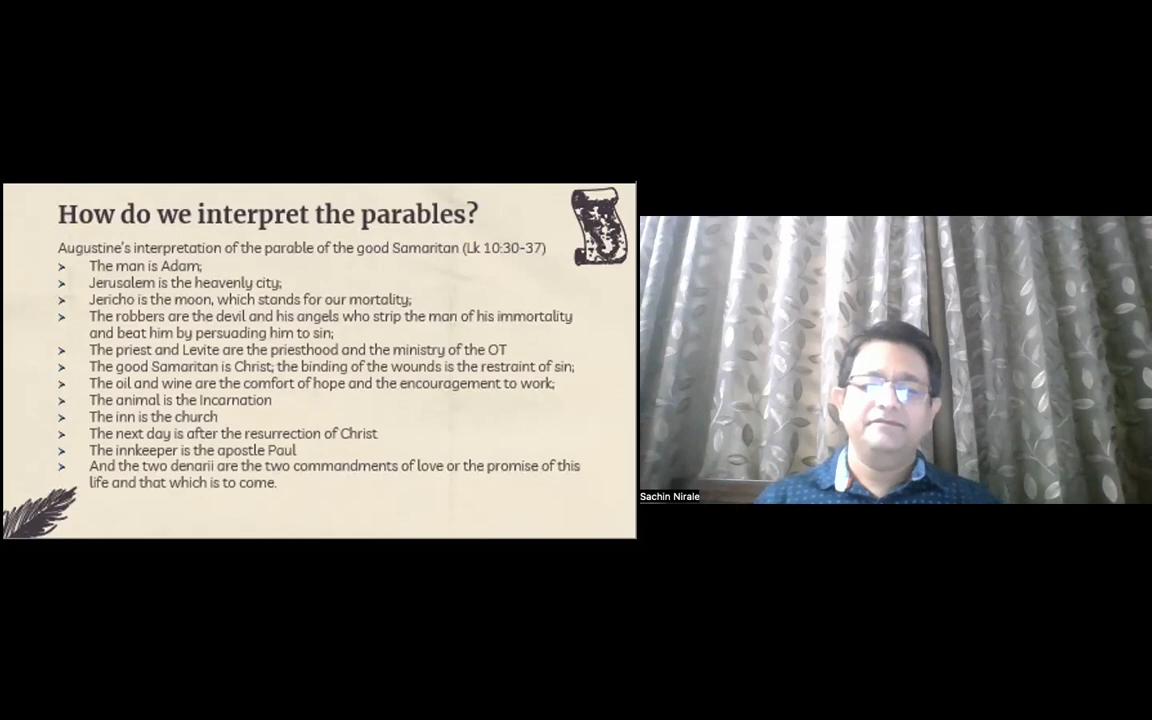 How do we interpret the parables?
Augustine's interpretation of the parable of the good Samaritan (Lk 10:30-37)
➢ The man is Adam;
➢ Jerusalem is the heavenly city;
➢ Jericho is the moon, which stands for our mortality;
➢ The robbers are the devil and his angels who strip the man of his immortality
and beat him by persuading him to sin;
➢ The priest and Levite are the priesthood and the ministry of the OT
➢ The good Samaritan is Christ; the binding of the wounds is the restraint of sin;
➢ The oil and wine are the comfort of hope and the encouragement to work;
➢ The animal is the Incarnation
➢ The inn is the church
➢ The next day is after the resurrection of Christ
➢ The innkeeper is the apostle Paul
➢ And the two denarii are the two commandments of love or the promise of this
life and that which is to come.
Sachin Nirale